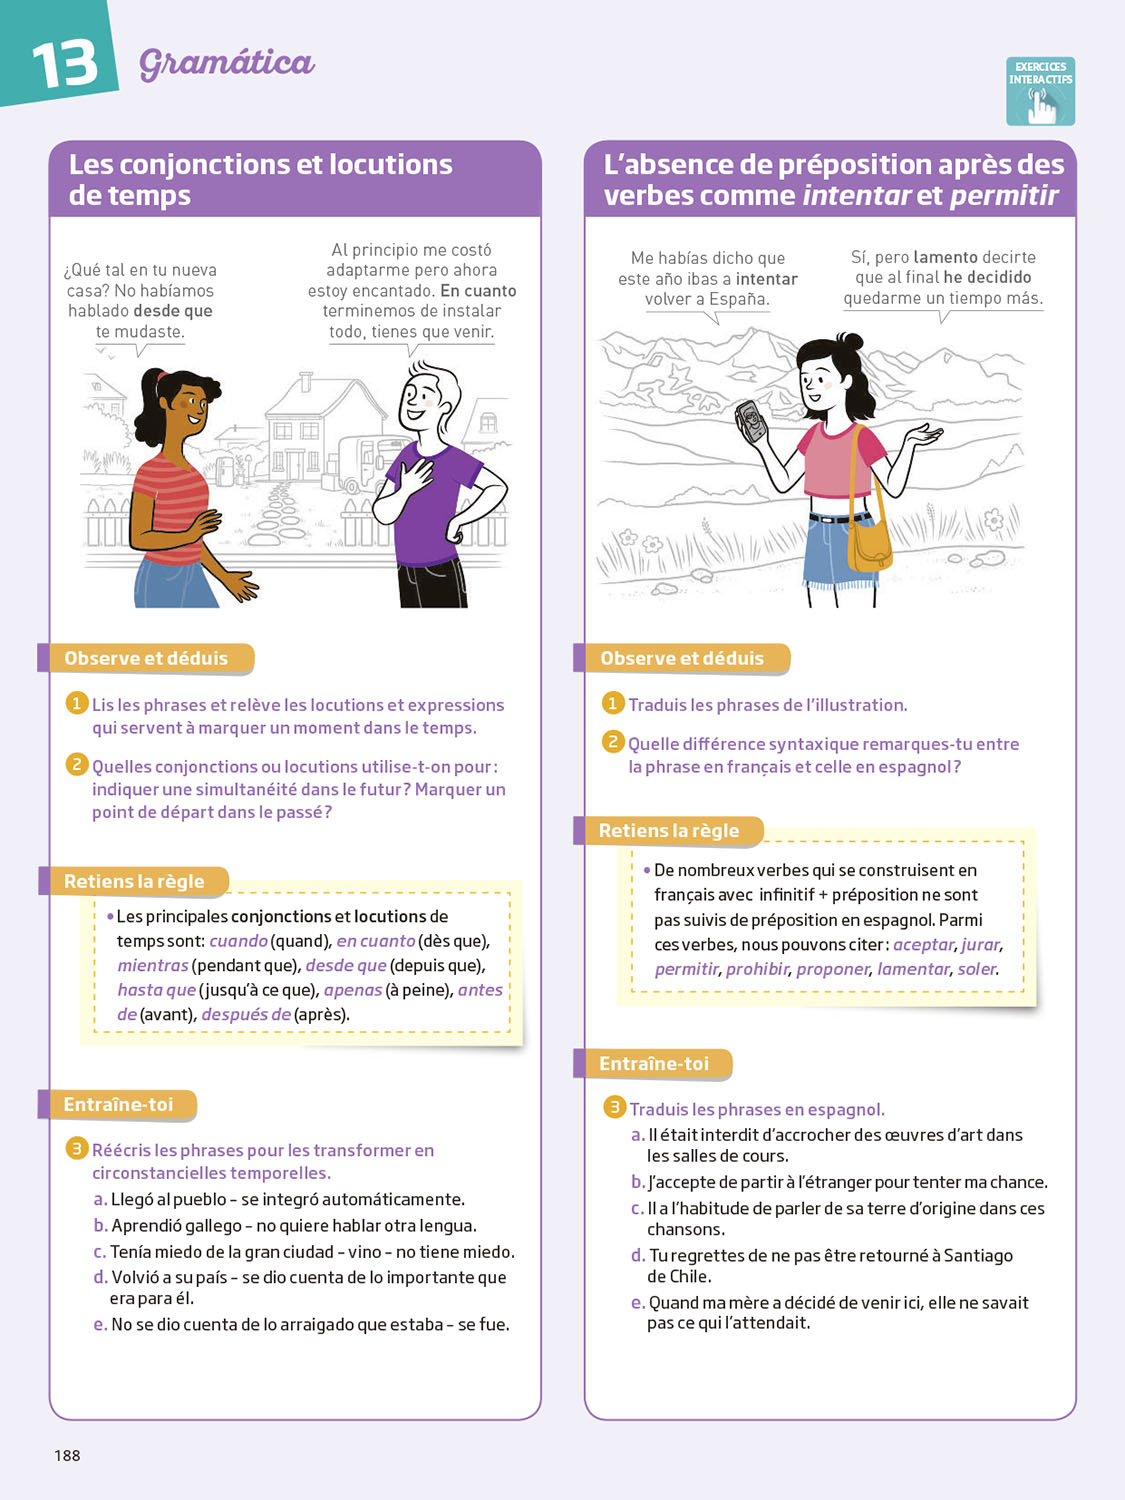 13
Gramática
EXERCICES
INTERACTIFS
Les conjonctions et locutions
de temps
¿Qué tal en tu nueva
casa? No habíamos
hablado desde que
te mudaste.
Al principio me costó
adaptarme pero ahora
estoy encantado. En cuanto
terminemos de instalar
todo, tienes que venir.
Observe et déduis
1 Lis les phrases et relève les locutions et expressions
qui servent à marquer un moment dans le temps.
2 Quelles conjonctions ou locutions utilise-t-on pour :
indiquer une simultanéité dans le futur ? Marquer un
point de départ dans le passé ?
Retiens la règle
• Les principales conjonctions et locutions de
temps sont : cuando (quand), en cuanto (dès que),
mientras (pendant que), desde que (depuis que),
hasta que (jusqu'à ce que), apenas (à peine), antes
de (avant), después de (après).
Entraîne-toi
3 Réécris les phrases pour les transformer en
circonstancielles temporelles.
a. Llegó al pueblo – se integró automáticamente.
b. Aprendió gallego – no quiere hablar otra lengua.
c. Tenía miedo de la gran ciudad – vino – no tiene miedo.
d. Volvió a su país – se dio cuenta de lo importante que
era para él.
e. No se dio cuenta de lo arraigado que estaba – se fue.
L'absence de préposition après des
verbes comme intentar et permitir
Me habías dicho que
este año ibas a intentar
volver a España.
Sí, pero lamento decirte
que al final he decidido
quedarme un tiempo más.
Observe et déduis
1 Traduis les phrases de l'illustration.
2 Quelle différence syntaxique remarques-tu entre
la phrase en français et celle en espagnol ?
Retiens la règle
• De nombreux verbes qui se construisent en
français avec infinitif + préposition ne sont
pas suivis de préposition en espagnol. Parmi
ces verbes, nous pouvons citer : aceptar, jurar,
permitir, prohibir, proponer, lamentar, soler.
Entraîne-toi
3 Traduis les phrases en espagnol.
a. Il était interdit d'accrocher des œuvres d'art dans
les salles de cours.
b. J'accepte de partir à l'étranger pour tenter ma chance.
c. Il a l'habitude de parler de sa terre d'origine dans ces
chansons.
d. Tu regrettes de ne pas être retourné à Santiago
de Chile.
e. Quand ma mère a décidé de venir ici, elle ne savait
pas ce qui l'attendait.
188